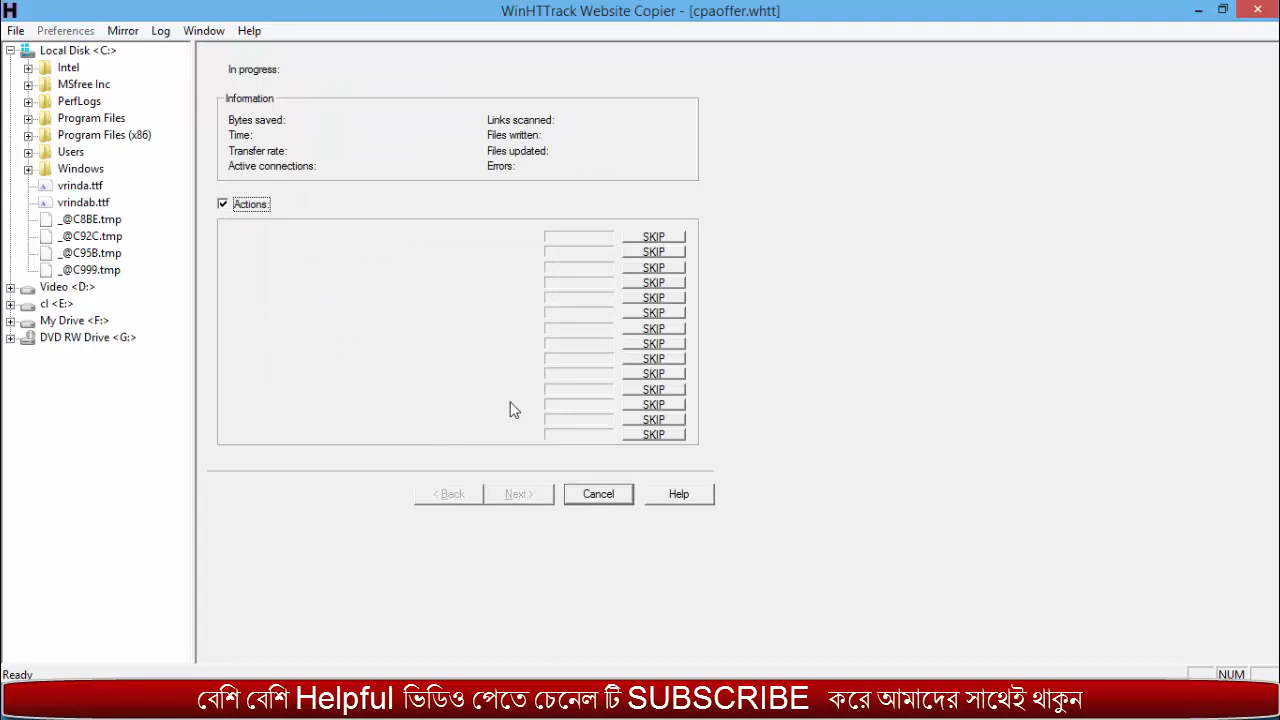 WinHTTrack Website Copier - [cpaoffer.whtt]
File Preferences Mirror Log Window Help
Local Disk <C:>
Intel
MSfree Inc
PerfLogs
Program Files
Program Files (x86)
Users
Windows
vrinda.ttf
vrindab.ttf
_@C8BE.tmp
_@C92C.tmp
_@C95B.tmp
_@C999.tmp
Video <D:>
cl <E:>
My Drive <F:>
DVD RW Drive <G:>
In progress:
Information
Bytes saved: Links scanned:
Time: Files written:
Transfer rate: Files updated:
Active connections: Errors:
Actions:
SKIP
SKIP
SKIP
SKIP
SKIP
SKIP
SKIP
SKIP
SKIP
SKIP
SKIP
SKIP
SKIP
SKIP
< Back Next > Cancel Help
Ready NUM
বেশি বেশি Helpful ভিডিও পেতে চেনেল টি SUBSCRIBE করে আমাদের সাথেই থাকুন